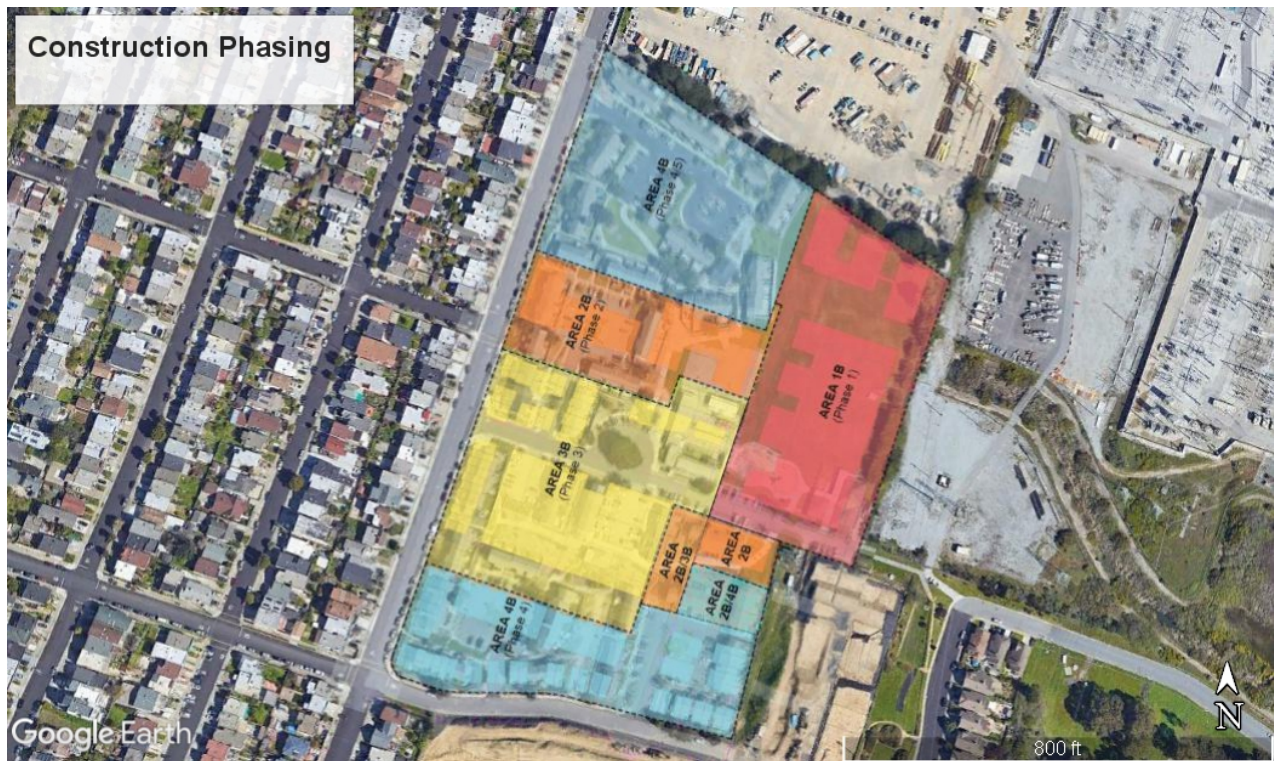 Construction Phasing
AREA 4B
(Phase 4/5)
AREA 2B
(Phase 2)
AREA 1B
(Phase 1)
AREA 3B
(Phase 3)
AREA
2B/3B
AREA
2B
AREA
2B/4B
AREA 4B
(Phase 4)
Google Earth
N
800 ft